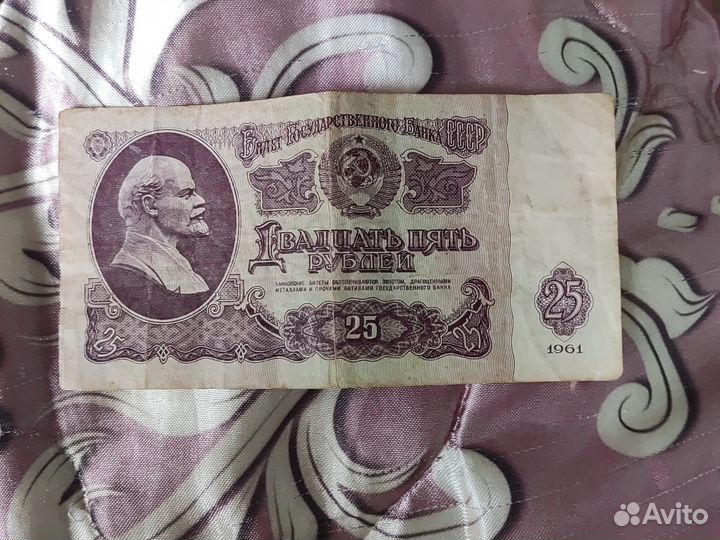 Билет Государственного Банка СССР
Двадцать пять
рублей
Банковские билеты обеспечиваются золотом, драгоценными
металлами и прочими активами Государственного банка
25
25
25
25
1961
Avito